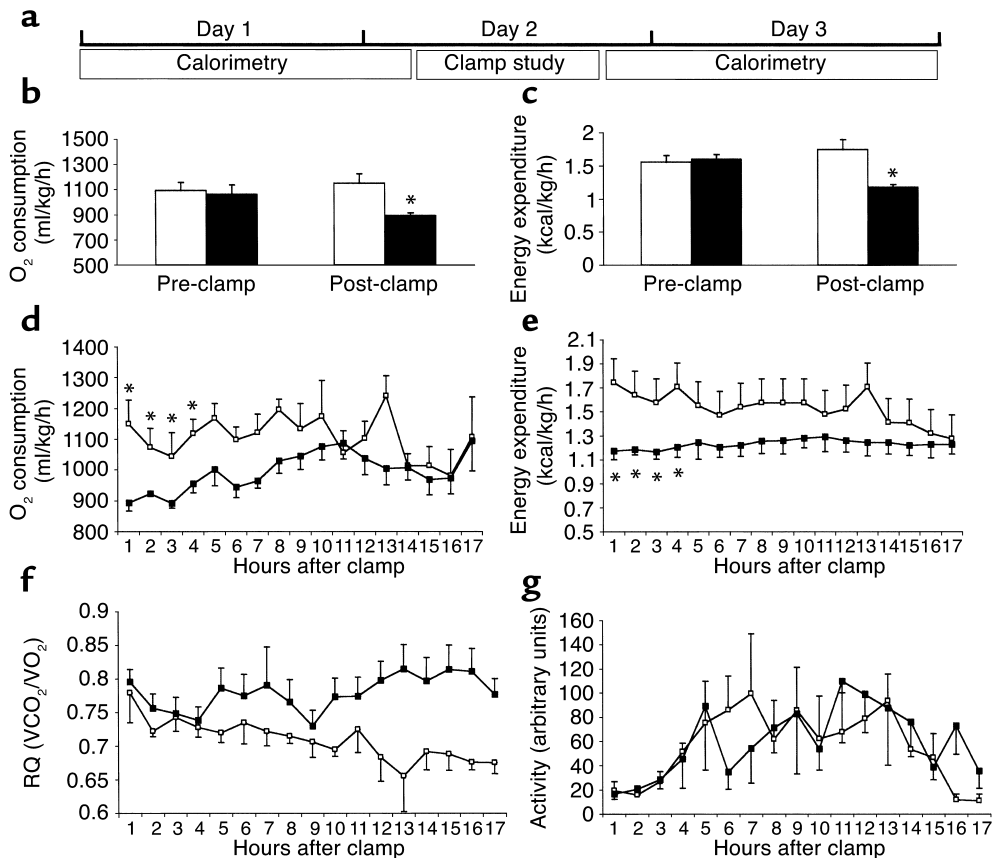 a
Day 1 Day 2 Day 3
Calorimetry Clamp study Calorimetry
b
O2 consumption
(ml/kg/h)
1500
1300
1100
900
700
500
*
Pre-clamp Post-clamp
c
Energy expenditure
(kcal/kg/h)
2
1.5
1
0.5
0
*
Pre-clamp Post-clamp
d
O2 consumption
(ml/kg/h)
1400
1300
1200
1100
1000
900
800
* * * *
1 2 3 4 5 6 7 8 9 10 11 12 13 14 15 16 17
Hours after clamp
e
Energy expenditure
(kcal/kg/h)
2.1
1.9
1.7
1.5
1.3
1.1
0.9
0.7
0.5
* * * *
1 2 3 4 5 6 7 8 9 10 11 12 13 14 15 16 17
Hours after clamp
f
RQ (VCO2/VO2)
0.9
0.85
0.8
0.75
0.7
0.65
0.6
1 2 3 4 5 6 7 8 9 10 11 12 13 14 15 16 17
Hours after clamp
g
Activity (arbitrary units)
160
140
120
100
80
60
40
20
0
1 2 3 4 5 6 7 8 9 10 11 12 13 14 15 16 17
Hours after clamp